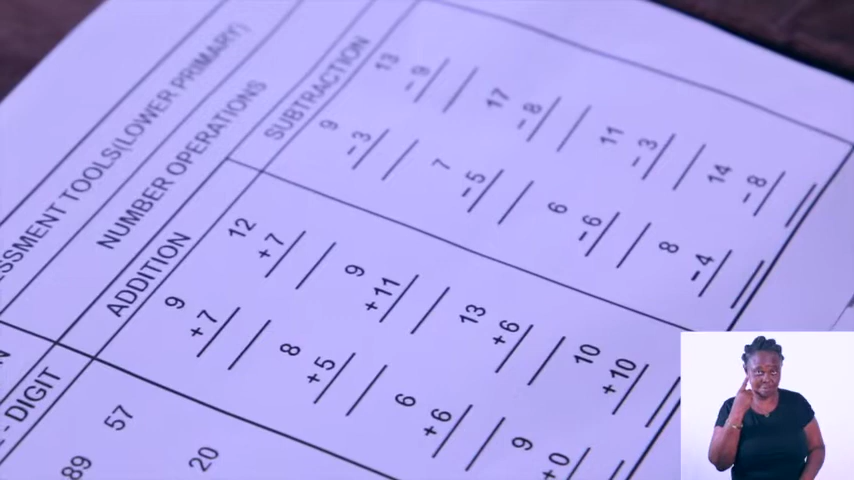 SSMENT TOOLS(LOWER PRIMARY)
NUMBER OPERATIONS
SUBTRACTION
9 13
- 3 - 9
7 17
- 5 - 8
6 11
- 6 - 3
8 14
- 4 - 8
ADDITION
9 12
+7 +7
8 9
+5 +11
6 13
+6 +6
9 10
+0 +10
- DIGIT
89 57
20